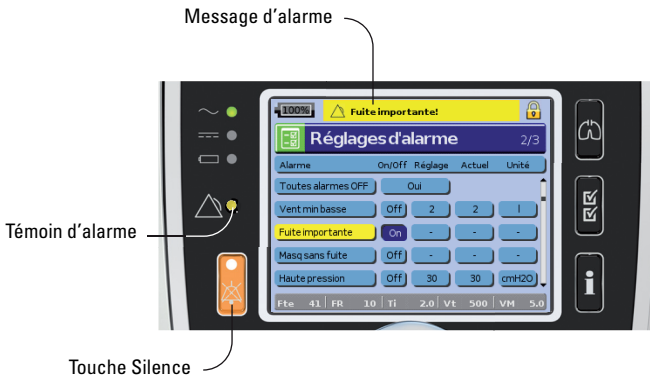 Message d'alarme
100%
Fuite importante!
Réglages d'alarme 2/3
Alarme On/Off Réglage Actuel Unité
Toutes alarmes OFF Oui
Vent min basse Off 2 2 l
Fuite importante On - - -
Masq sans fuite Off - - -
Haute pression Off 30 30 cmH2O
Fte 41 FR 10 Ti 2.0 Vt 500 VM 5.0
Témoin d'alarme
Touche Silence